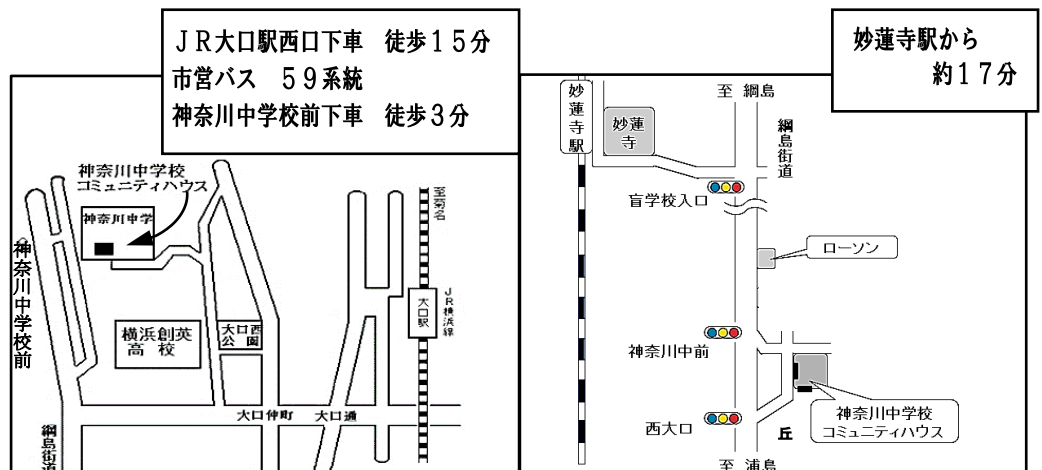 ＪＲ大口駅西口下車　徒歩１５分
市営バス　５９系統
神奈川中学校前下車　徒歩３分
神奈川中学校
コミュニティハウス
神奈川中学
神奈川中学校前
横浜創英
高　校
大口西
公園
至菊名
ＪＲ横浜線
大口駅
大口仲町
大口通
綱島街道
妙蓮寺駅から
約１７分
妙蓮寺駅
妙蓮
寺
至　綱島
綱島街道
盲学校入口
ローソン
神奈川中前
神奈川中学校
コミュニティハウス
西大口
丘
至　浦島